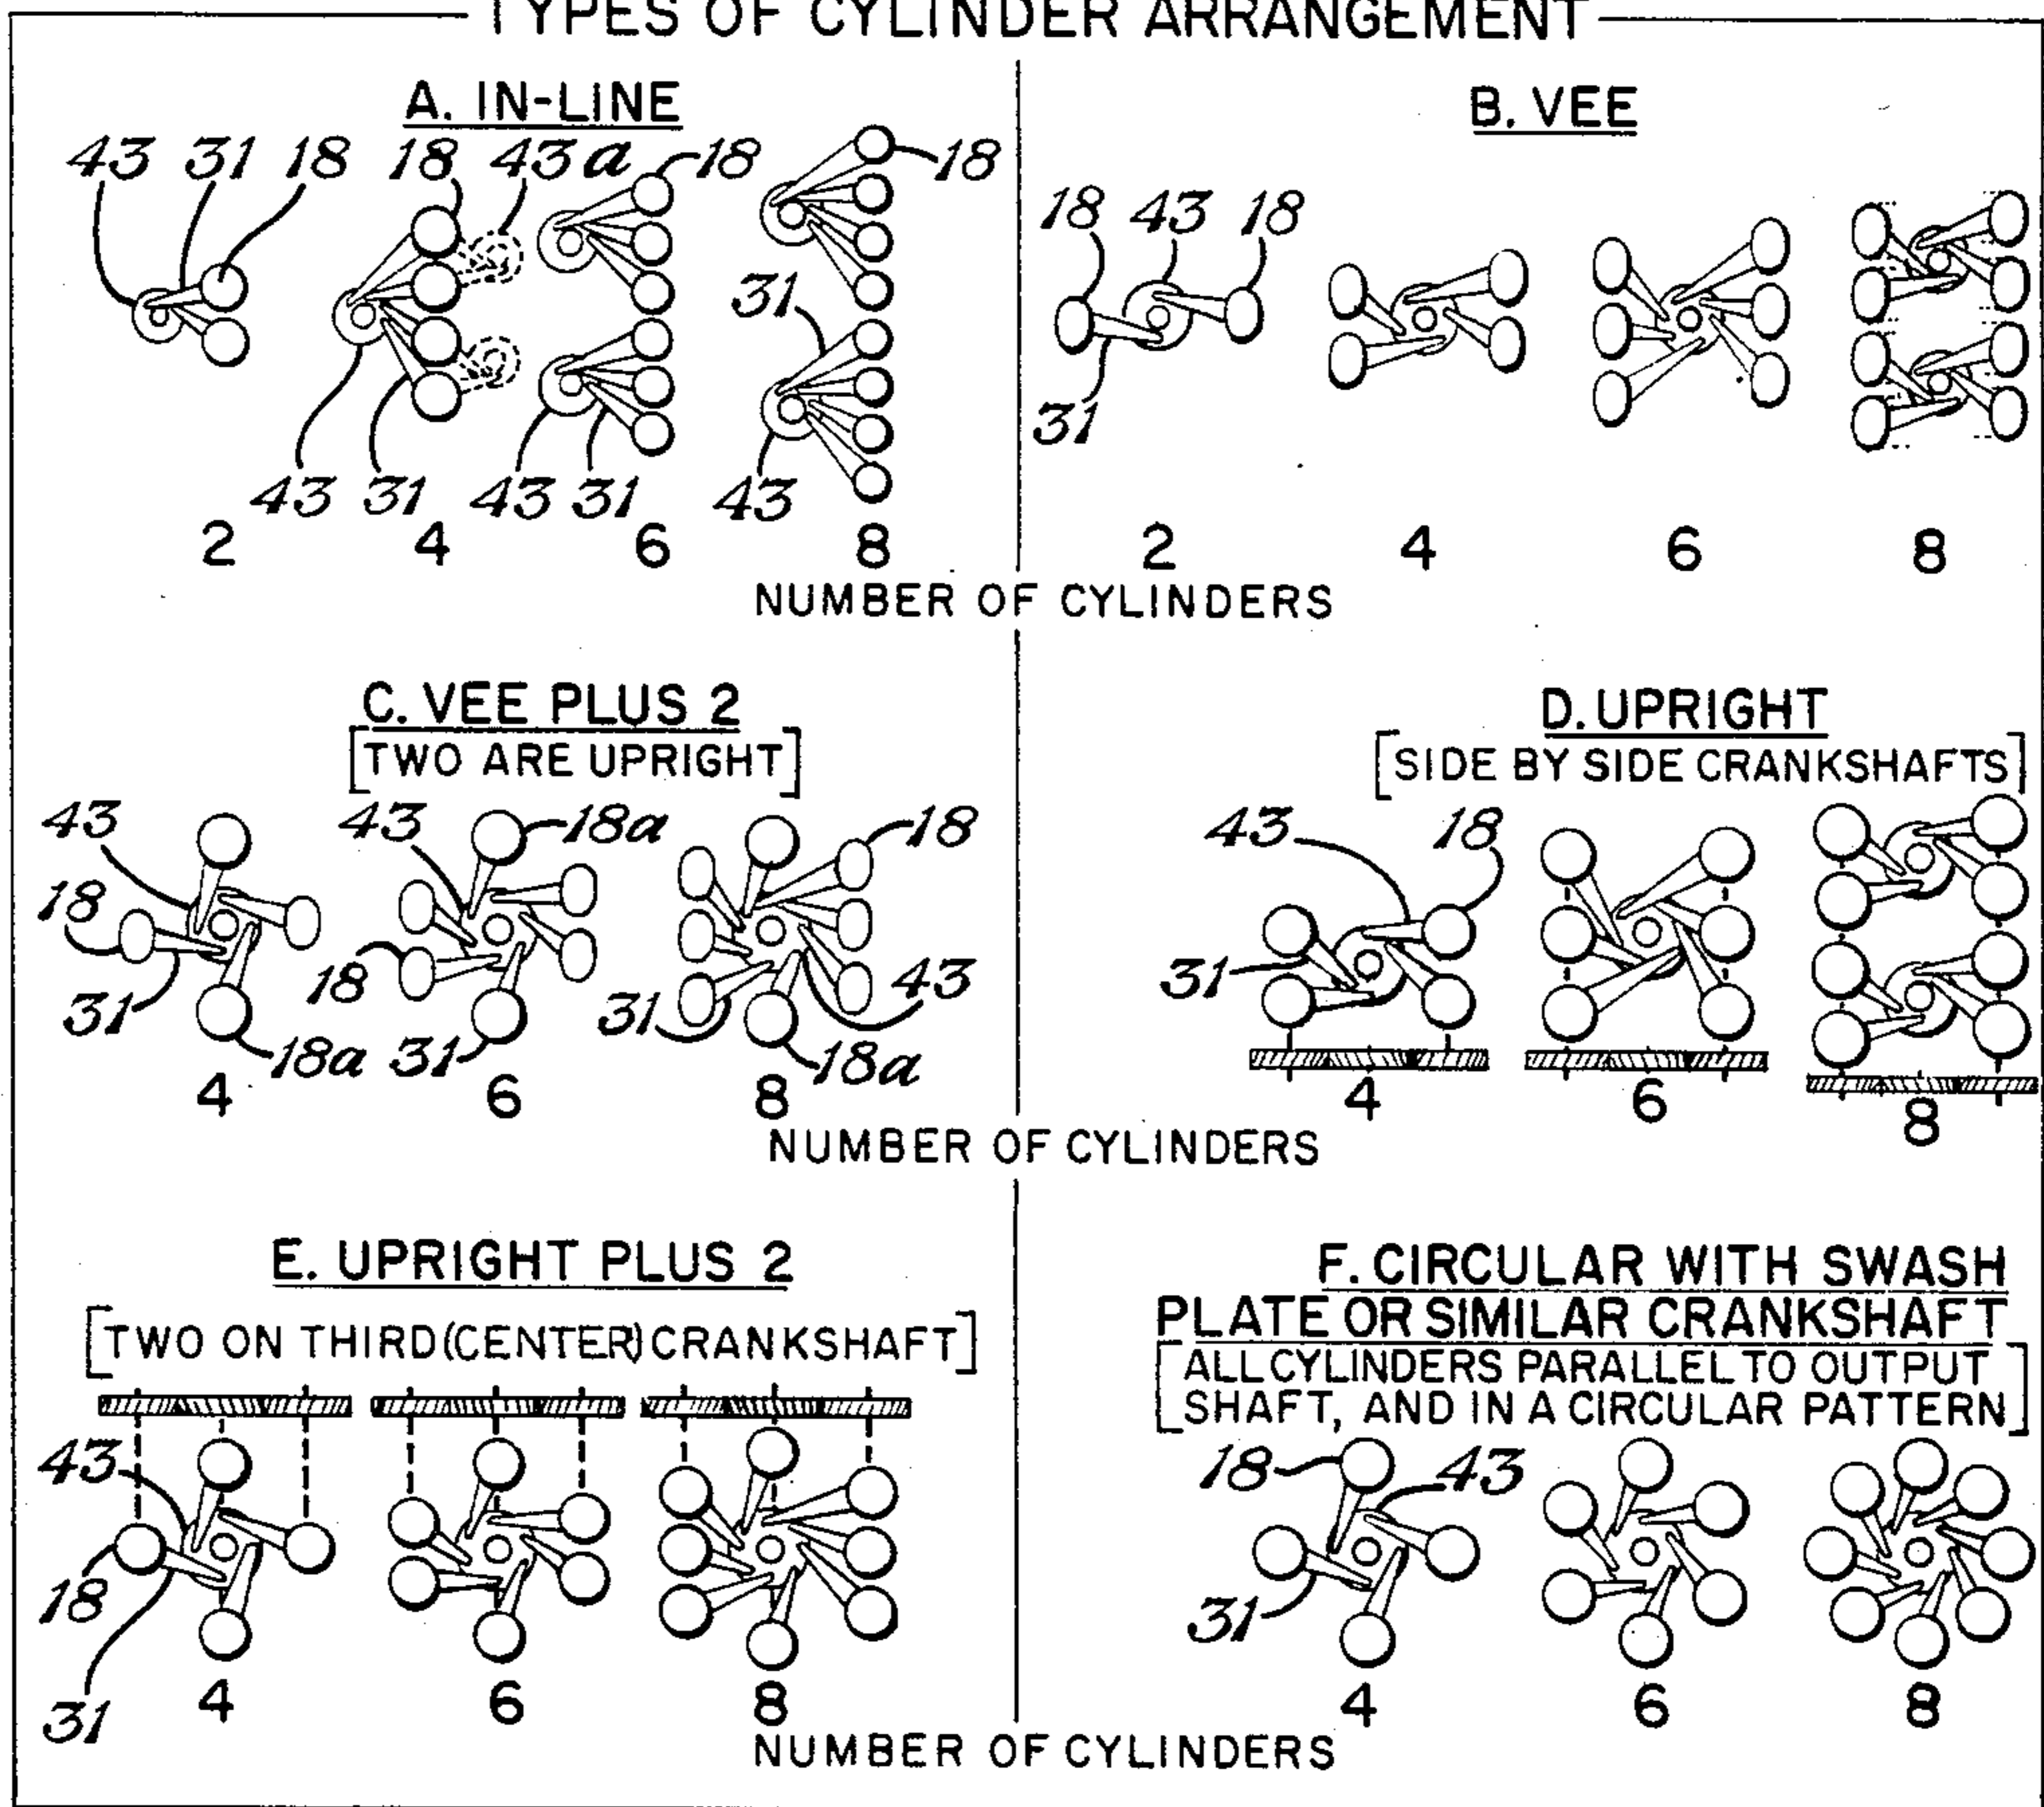 TYPES OF CYLINDER ARRANGEMENT
A. IN-LINE
43 31 18 18 43a 18 18
31
43 31 43 31 43
2 4 6 8
B. VEE
18 43 18
31
2 4 6 8
NUMBER OF CYLINDERS
C. VEE PLUS 2
[TWO ARE UPRIGHT]
43 43 18a 18
18
18 43
31 31
18a 31 18a
4 6 8
D. UPRIGHT
[SIDE BY SIDE CRANKSHAFTS]
43 18
31
4 6 8
NUMBER OF CYLINDERS
E. UPRIGHT PLUS 2
[TWO ON THIRD (CENTER) CRANKSHAFT]
43
18
31
4 6 8
F. CIRCULAR WITH SWASH
PLATE OR SIMILAR CRANKSHAFT
[ALL CYLINDERS PARALLEL TO OUTPUT
SHAFT, AND IN A CIRCULAR PATTERN]
18 43
31
4 6 8
NUMBER OF CYLINDERS